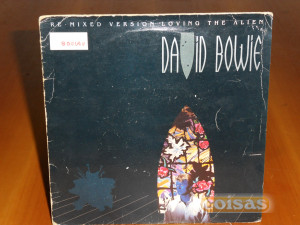 RE-MIXED VERSION LOVING THE ALIEN
DAVID BOWIE
coisas